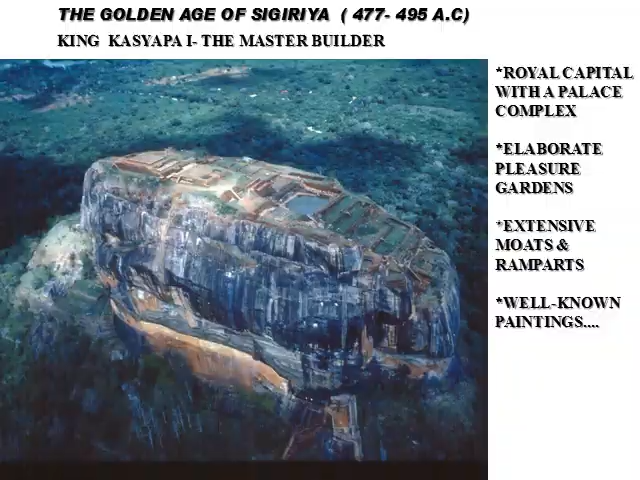 THE GOLDEN AGE OF SIGIRIYA ( 477- 495 A.C)
KING KASYAPA I- THE MASTER BUILDER
*ROYAL CAPITAL
WITH A PALACE
COMPLEX
*ELABORATE
PLEASURE
GARDENS
*EXTENSIVE
MOATS &
RAMPARTS
*WELL-KNOWN
PAINTINGS....